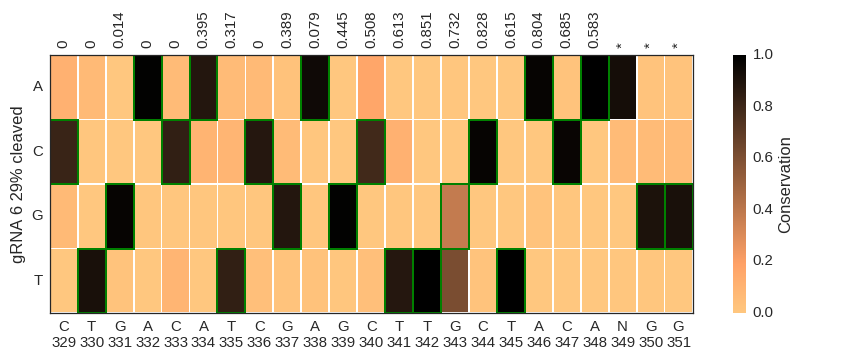 0 0 0.014 0 0 0.395 0.317 0 0.389 0.079 0.445 0.508 0.613 0.851 0.732 0.828 0.615 0.804 0.685 0.583 * * *
gRNA 6 29% cleaved
A
C
G
T
C T G A C A T C G A G C T T G C T A C A N G G
329 330 331 332 333 334 335 336 337 338 339 340 341 342 343 344 345 346 347 348 349 350 351
1.0
0.8
0.6
0.4
0.2
0.0
Conservation